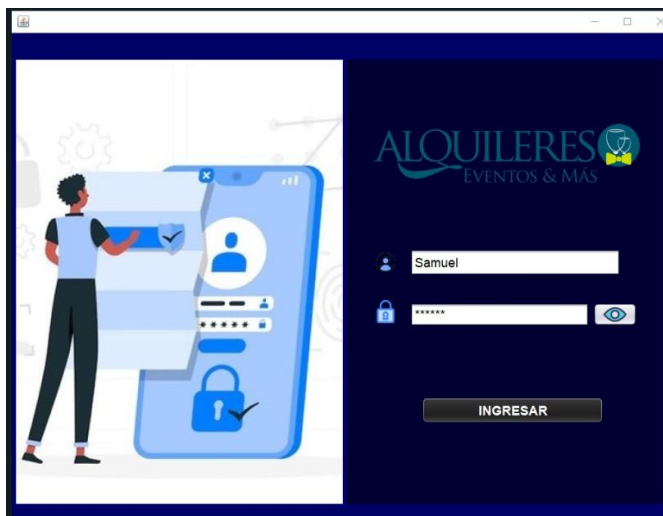 ALQUILERES
EVENTOS & MÁS
Samuel
******
*****
INGRESAR